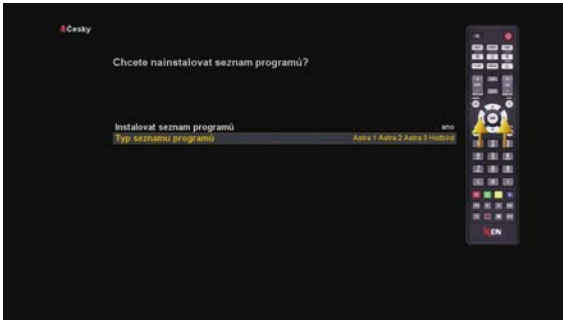 Česky
Chcete nainstalovat seznam programů?
Instalovat seznam programů ano
Typ seznamu programů Astra 1 Astra 2 Astra 3 Hotbird